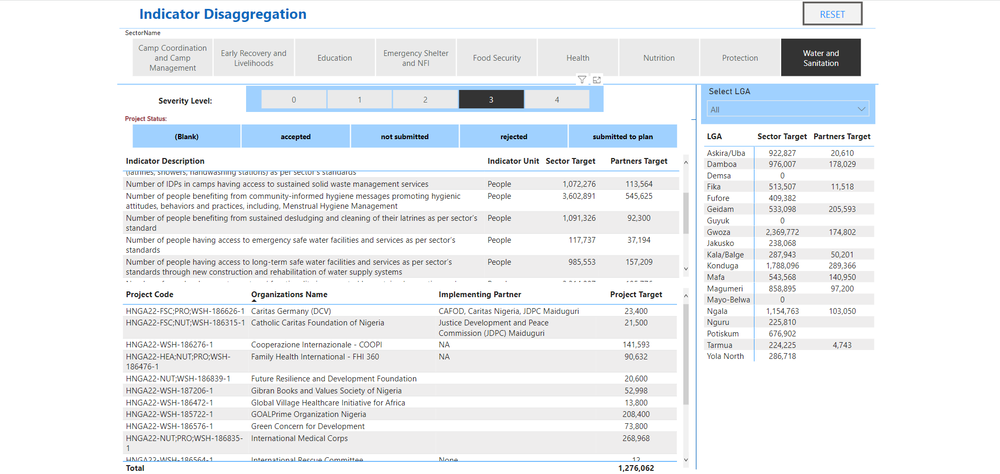 Indicator Disaggregation
RESET
SectorName
Camp Coordination
and Camp
Management
Early Recovery and
Livelihoods
Education
Emergency Shelter
and NFI
Food Security
Health
Nutrition
Protection
Water and
Sanitation
Severity Level:
0 1 2 3 4
Project Status:
(Blank) accepted not submitted rejected submitted to plan
Indicator Description Indicator Unit Sector Target Partners Target
(latrines, showers, handwashing stations) as per sector's standards
Number of IDPs in camps having access to sustained solid waste management services People 1,072,276 113,564
Number of people benefiting from community-informed hygiene messages promoting hygienic People 3,602,891 545,625
attitudes, behaviors and practices, including, Menstrual Hygiene Management
Number of people benefiting from sustained desludging and cleaning of their latrines as per sector's People 1,091,326 92,300
standard
Number of people having access to emergency safe water facilities and services as per sector's People 117,737 37,194
standards
Number of people having access to long-term safe water facilities and services as per sector's People 985,553 157,209
standards through new construction and rehabilitation of water supply systems
Project Code Organizations Name Implementing Partner Project Target
HNGA22-FSC;PRO;WSH-186626-1 Caritas Germany (DCV) CAFOD, Caritas Nigeria, JDPC Maiduguri 23,400
HNGA22-FSC;NUT;WSH-186315-1 Catholic Caritas Foundation of Nigeria Justice Development and Peace 21,500
Commission (JDPC) Maiduguri
HNGA22-WSH-186276-1 Cooperazione Internazionale - COOPI NA 141,593
HNGA22-HEA;NUT;PRO;WSH- Family Health International - FHI 360 NA 90,632
186476-1
HNGA22-NUT;WSH-186839-1 Future Resilience and Development Foundation 20,600
HNGA22-WSH-187206-1 Gibran Books and Values Society of Nigeria 52,998
HNGA22-WSH-186472-1 Global Village Healthcare Initiative for Africa 13,800
HNGA22-WSH-185722-1 GOALPrime Organization Nigeria 208,400
HNGA22-WSH-186576-1 Green Concern for Development 73,800
HNGA22-NUT;PRO;WSH-186835- International Medical Corps 268,968
1
HNGA22-WSH-186564-1 International Rescue Committee None 12
Total 1,276,062
Select LGA
All
LGA Sector Target Partners Target
Askira/Uba 922,827 20,610
Damboa 976,007 178,029
Demsa 0
Fika 513,507 11,518
Fufore 409,382
Geidam 533,098 205,593
Guyuk 0
Gwoza 2,369,772 174,802
Jakusko 238,068
Kala/Balge 287,943 50,201
Konduga 1,788,096 289,366
Mafa 543,568 140,950
Magumeri 858,895 97,200
Mayo-Belwa 0
Ngala 1,154,763 103,050
Nguru 225,810
Potiskum 676,902
Tarmua 224,225 4,743
Yola North 286,718